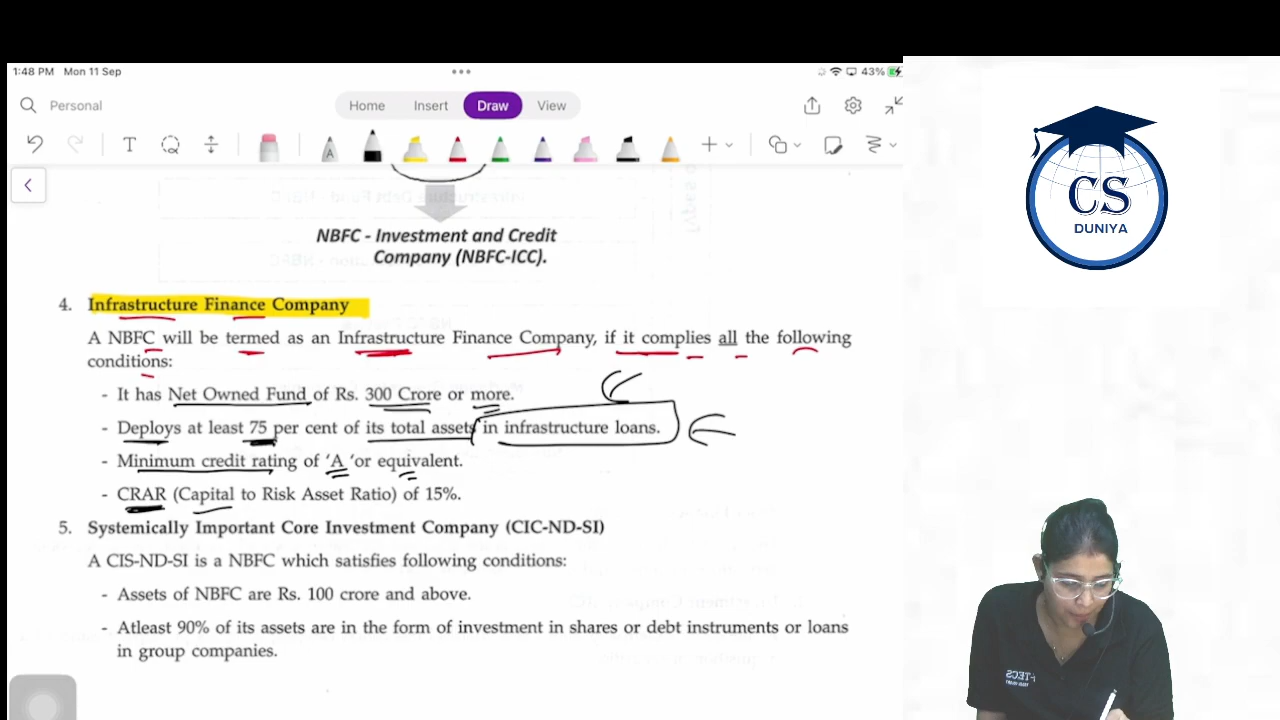 1:48 PM Mon 11 Sep
43%
Personal
Home Insert Draw View
T
A
CS
DUNIYA
NBFC - Investment and Credit
Company (NBFC-ICC).
4. Infrastructure Finance Company
A NBFC will be termed as an Infrastructure Finance Company, if it complies all the following
conditions:
- It has Net Owned Fund of Rs. 300 Crore or more.
- Deploys at least 75 per cent of its total assets in infrastructure loans.
- Minimum credit rating of 'A 'or equivalent.
- CRAR (Capital to Risk Asset Ratio) of 15%.
5. Systemically Important Core Investment Company (CIC-ND-SI)
A CIS-ND-SI is a NBFC which satisfies following conditions:
- Assets of NBFC are Rs. 100 crore and above.
- Atleast 90% of its assets are in the form of investment in shares or debt instruments or loans
in group companies.